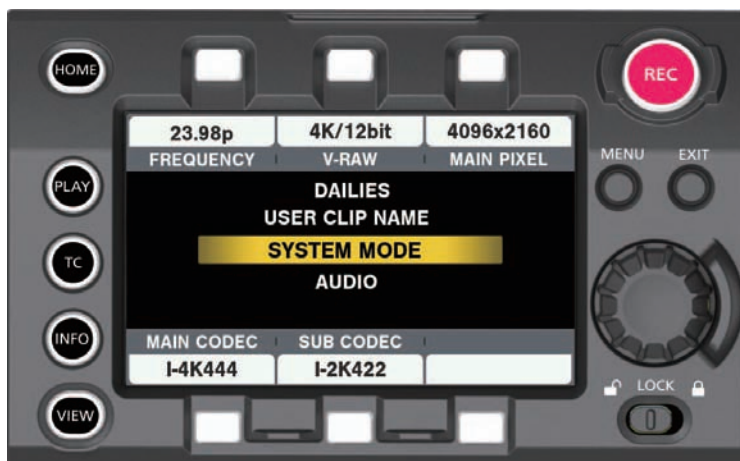 HOME
REC
23.98p 4K/12bit 4096x2160
FREQUENCY V-RAW MAIN PIXEL
MENU EXIT
PLAY
DAILIES
USER CLIP NAME
SYSTEM MODE
TC
AUDIO
INFO
MAIN CODEC SUB CODEC
I-4K444 I-2K422
LOCK
VIEW